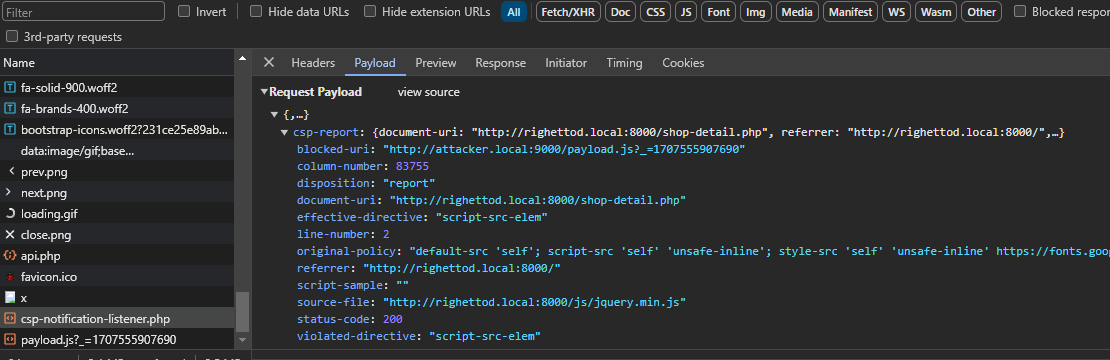 Filter
Invert
Hide data URLs
Hide extension URLs
All
Fetch/XHR
Doc
CSS
JS
Font
Img
Media
Manifest
WS
Wasm
Other
Blocked respon
3rd-party requests
Name
Headers
Payload
Preview
Response
Initiator
Timing
Cookies
fa-solid-900.woff2
fa-brands-400.woff2
bootstrap-icons.woff2?231ce25e89ab...
data:image/gif;base...
prev.png
next.png
loading.gif
close.png
api.php
favicon.ico
x
csp-notification-listener.php
payload.js?_=1707555907690
Request Payload
view source
{,…}
csp-report: {document-uri: "http://righettod.local:8000/shop-detail.php", referrer: "http://righettod.local:8000/",…}
blocked-uri: "http://attacker.local:9000/payload.js?_=1707555907690"
column-number: 83755
disposition: "report"
document-uri: "http://righettod.local:8000/shop-detail.php"
effective-directive: "script-src-elem"
line-number: 2
original-policy: "default-src 'self'; script-src 'self' 'unsafe-inline'; style-src 'self' 'unsafe-inline' https://fonts.goog
referrer: "http://righettod.local:8000/"
script-sample: ""
source-file: "http://righettod.local:8000/js/jquery.min.js"
status-code: 200
violated-directive: "script-src-elem"